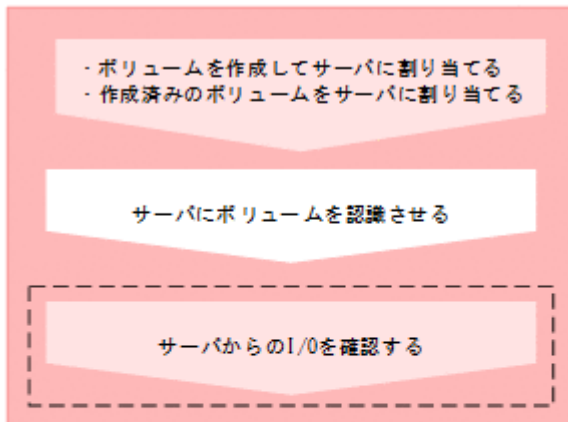 ・ボリュームを作成してサーバに割り当てる
・作成済みのボリュームをサーバに割り当てる
サーバにボリュームを認識させる
サーバからのI/Oを確認する